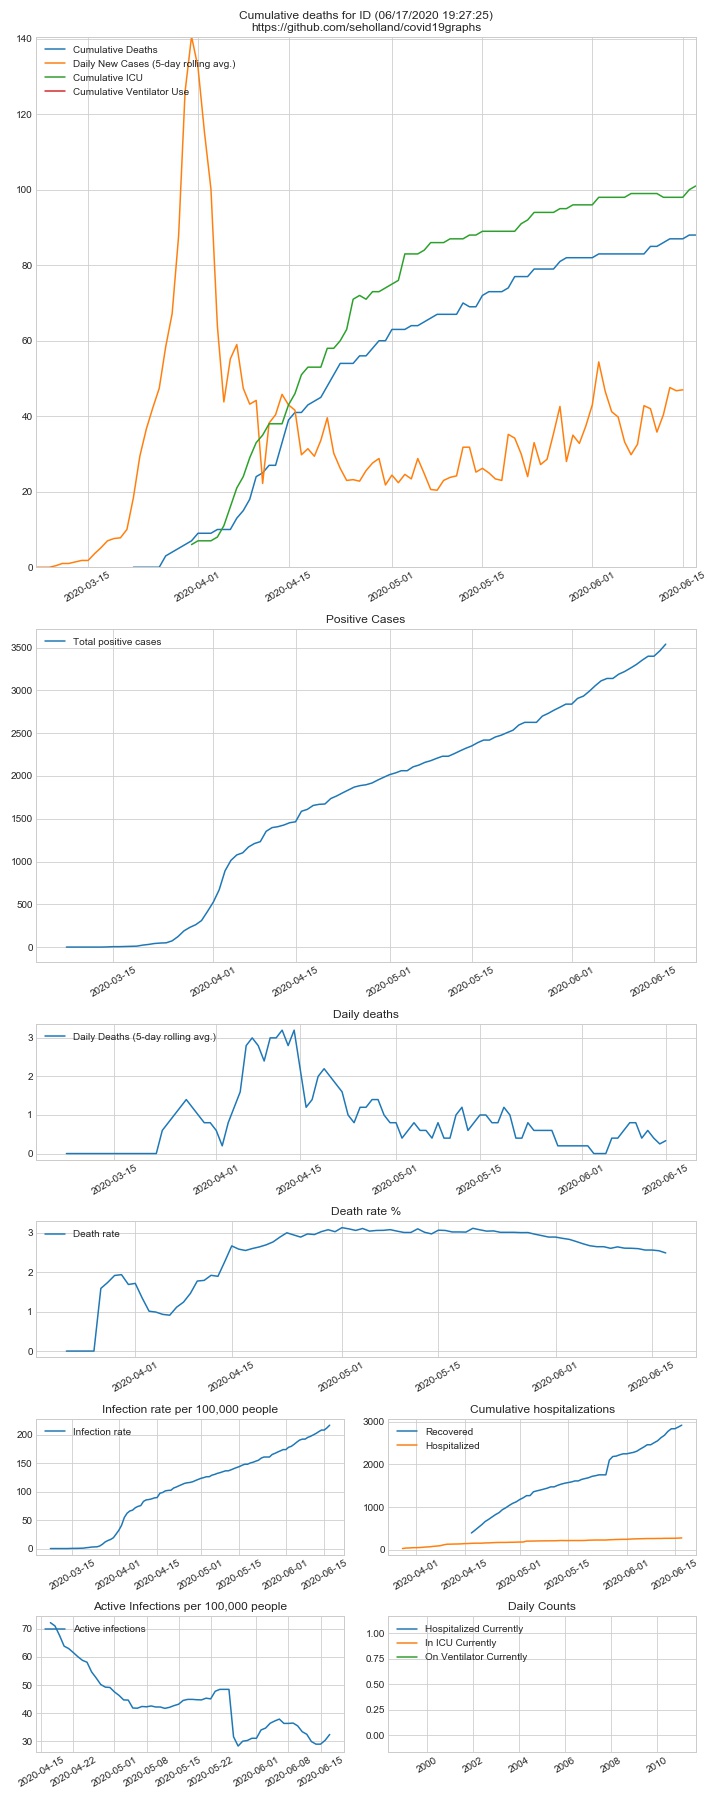 Cumulative deaths for ID (06/17/2020 19:27:25)
https://github.com/seholland/covid19graphs
Cumulative Deaths
Daily New Cases (5-day rolling avg.)
Cumulative ICU
Cumulative Ventilator Use
140
120
100
80
60
40
20
0
2020-03-15 2020-04-01 2020-04-15 2020-05-01 2020-05-15 2020-06-01 2020-06-15
Positive Cases
Total positive cases
3500
3000
2500
2000
1500
1000
500
0
2020-03-15 2020-04-01 2020-04-15 2020-05-01 2020-05-15 2020-06-01 2020-06-15
Daily deaths
Daily Deaths (5-day rolling avg.)
3
2
1
0
2020-03-15 2020-04-01 2020-04-15 2020-05-01 2020-05-15 2020-06-01 2020-06-15
Death rate %
Death rate
3
2
1
0
2020-04-01 2020-04-15 2020-05-01 2020-05-15 2020-06-01 2020-06-15
Infection rate per 100,000 people
Infection rate
200
150
100
50
0
2020-03-15 2020-04-01 2020-04-15 2020-05-01 2020-05-15 2020-06-01 2020-06-15
Cumulative hospitalizations
Recovered
Hospitalized
3000
2000
1000
0
2020-04-01 2020-04-15 2020-05-01 2020-05-15 2020-06-01 2020-06-15
Active Infections per 100,000 people
Active infections
70
60
50
40
30
2020-04-15 2020-04-22 2020-05-01 2020-05-08 2020-05-15 2020-05-22 2020-06-01 2020-06-08 2020-06-15
Daily Counts
Hospitalized Currently
In ICU Currently
On Ventilator Currently
1.00
0.75
0.50
0.25
0.00
2000 2002 2004 2006 2008 2010